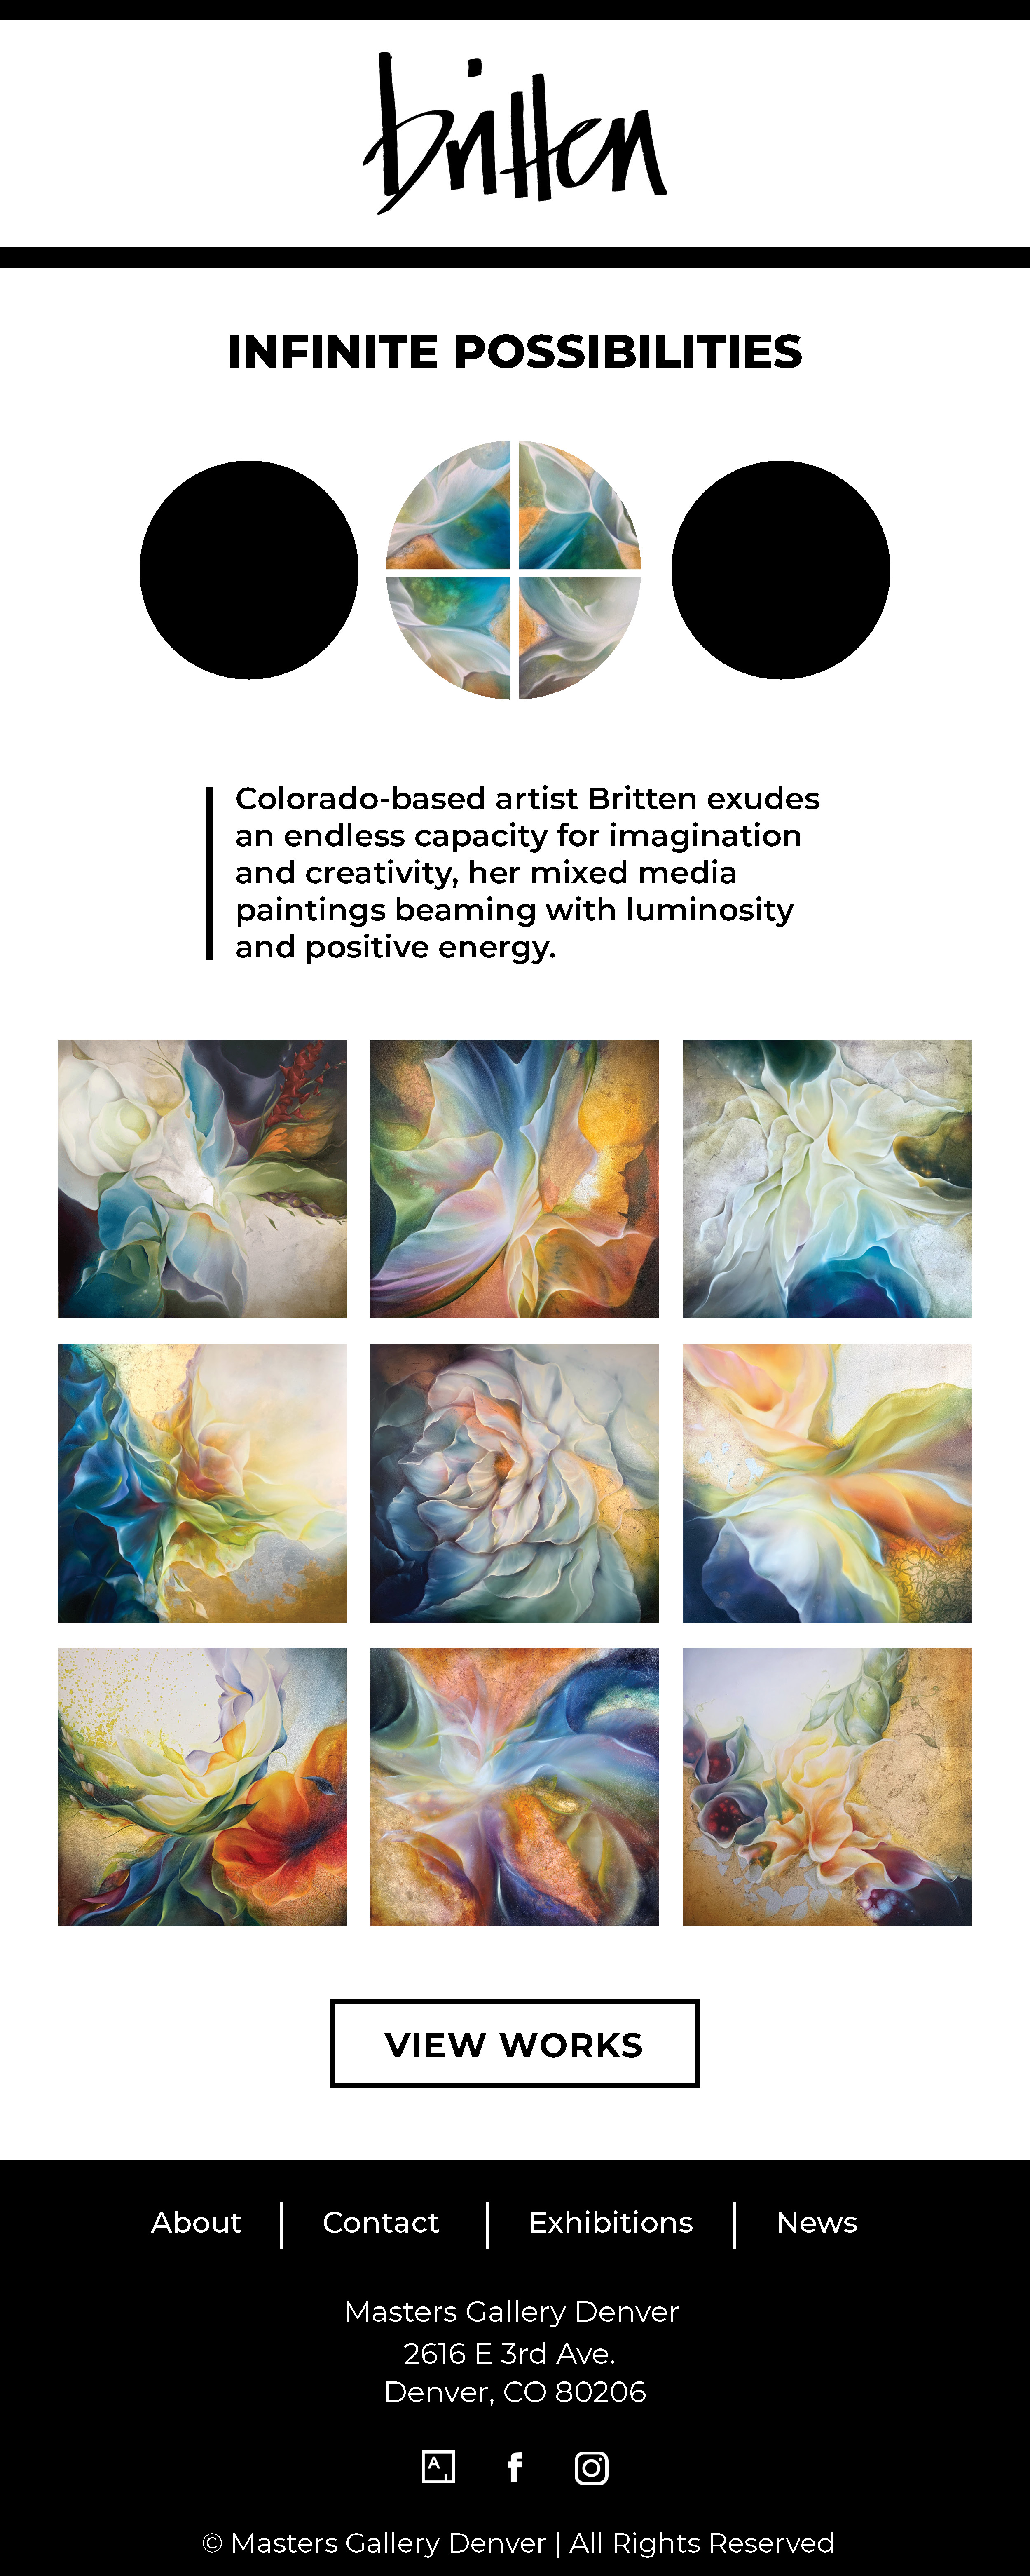 britten
INFINITE POSSIBILITIES
Colorado-based artist Britten exudes
an endless capacity for imagination
and creativity, her mixed media
paintings beaming with luminosity
and positive energy.
VIEW WORKS
About | Contact | Exhibitions | News
Masters Gallery Denver
2616 E 3rd Ave.
Denver, CO 80206
A f
© Masters Gallery Denver | All Rights Reserved